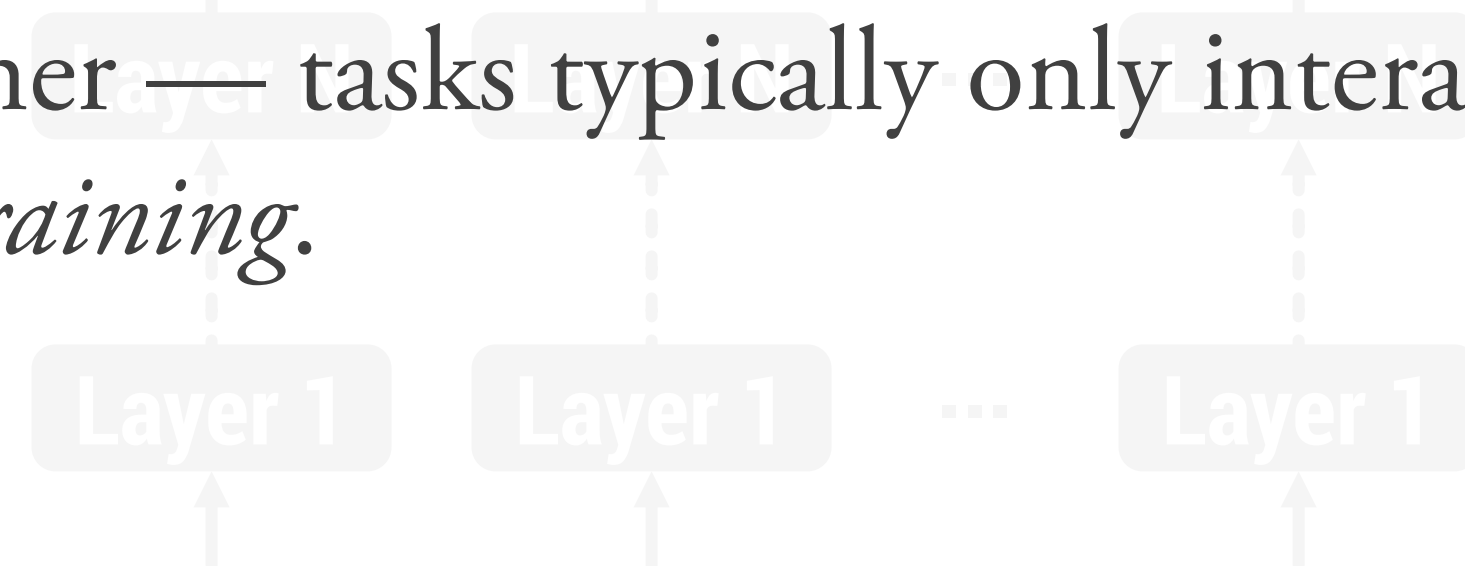 her — tasks typically only intera
raining.
Layer 1 Layer 1 ... Layer 1